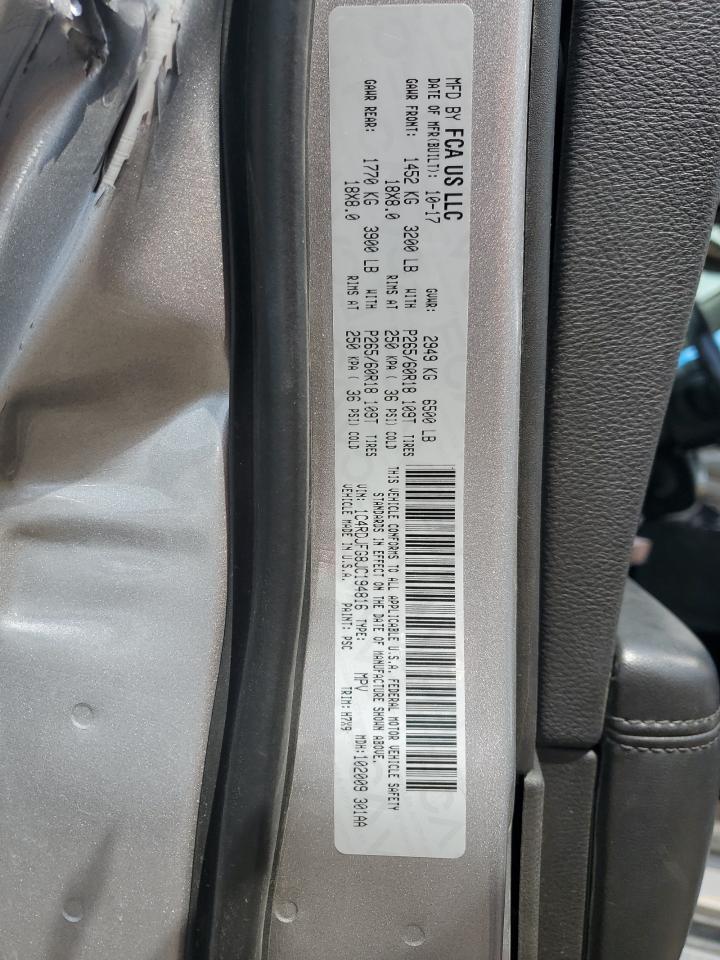 MFD BY FCA US LLC
DATE OF MFR(BUILT): 10-17 GVWR: 2949 KG 6500 LB
GAWR FRONT: 1452 KG 3200 LB WITH P265/60R18 109T TIRES
18X8.0 RIMS AT 250 KPA ( 36 PSI) COLD
GAWR REAR: 1770 KG 3900 LB WITH P265/60R18 109T TIRES
18X8.0 RIMS AT 250 KPA ( 36 PSI) COLD
THIS VEHICLE CONFORMS TO ALL APPLICABLE U.S.A. FEDERAL MOTOR VEHICLE SAFETY
STANDARDS IN EFFECT ON THE DATE OF MANUFACTURE SHOWN ABOVE.
VIN: 1C4RDJFG8JC194816 TYPE: MPV MDH:102009 301AA
VEHICLE MADE IN U.S.A. PAINT: PSC TRIM: H7X9